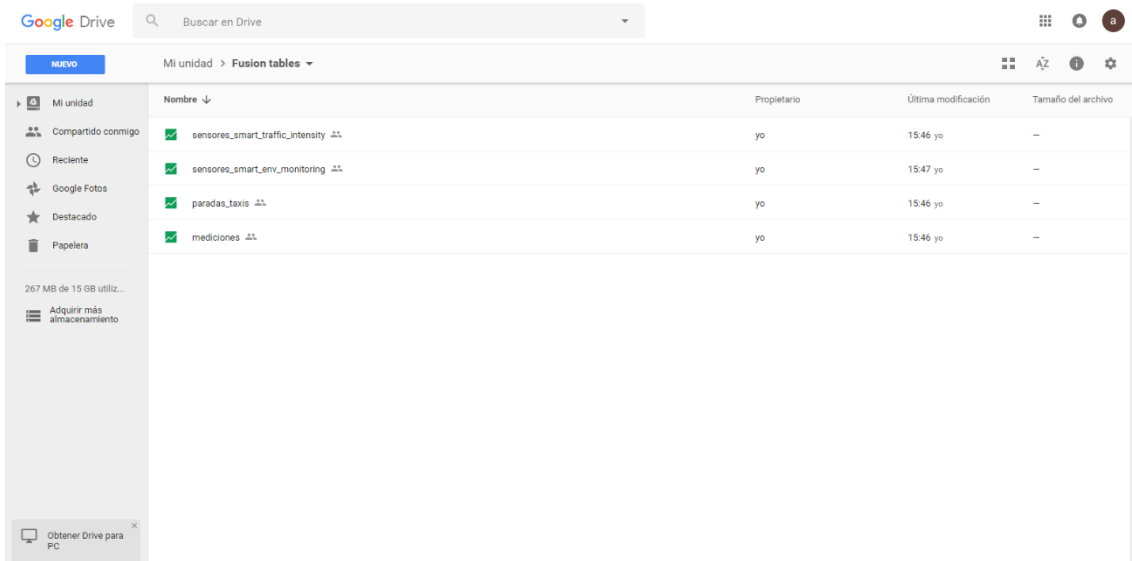 Google Drive
Buscar en Drive
a
NUEVO
Mi unidad > Fusion tables
AZ
Mi unidad
Compartido conmigo
Reciente
Google Fotos
Destacado
Papelera
267 MB de 15 GB utiliz...
Adquirir más
almacenamiento
Obtener Drive para
PC
Nombre Propietario Última modificación Tamaño del archivo
sensores_smart_traffic_intensity yo 15:46 yo —
sensores_smart_env_monitoring yo 15:47 yo —
paradas_taxis yo 15:46 yo —
mediciones yo 15:46 yo —